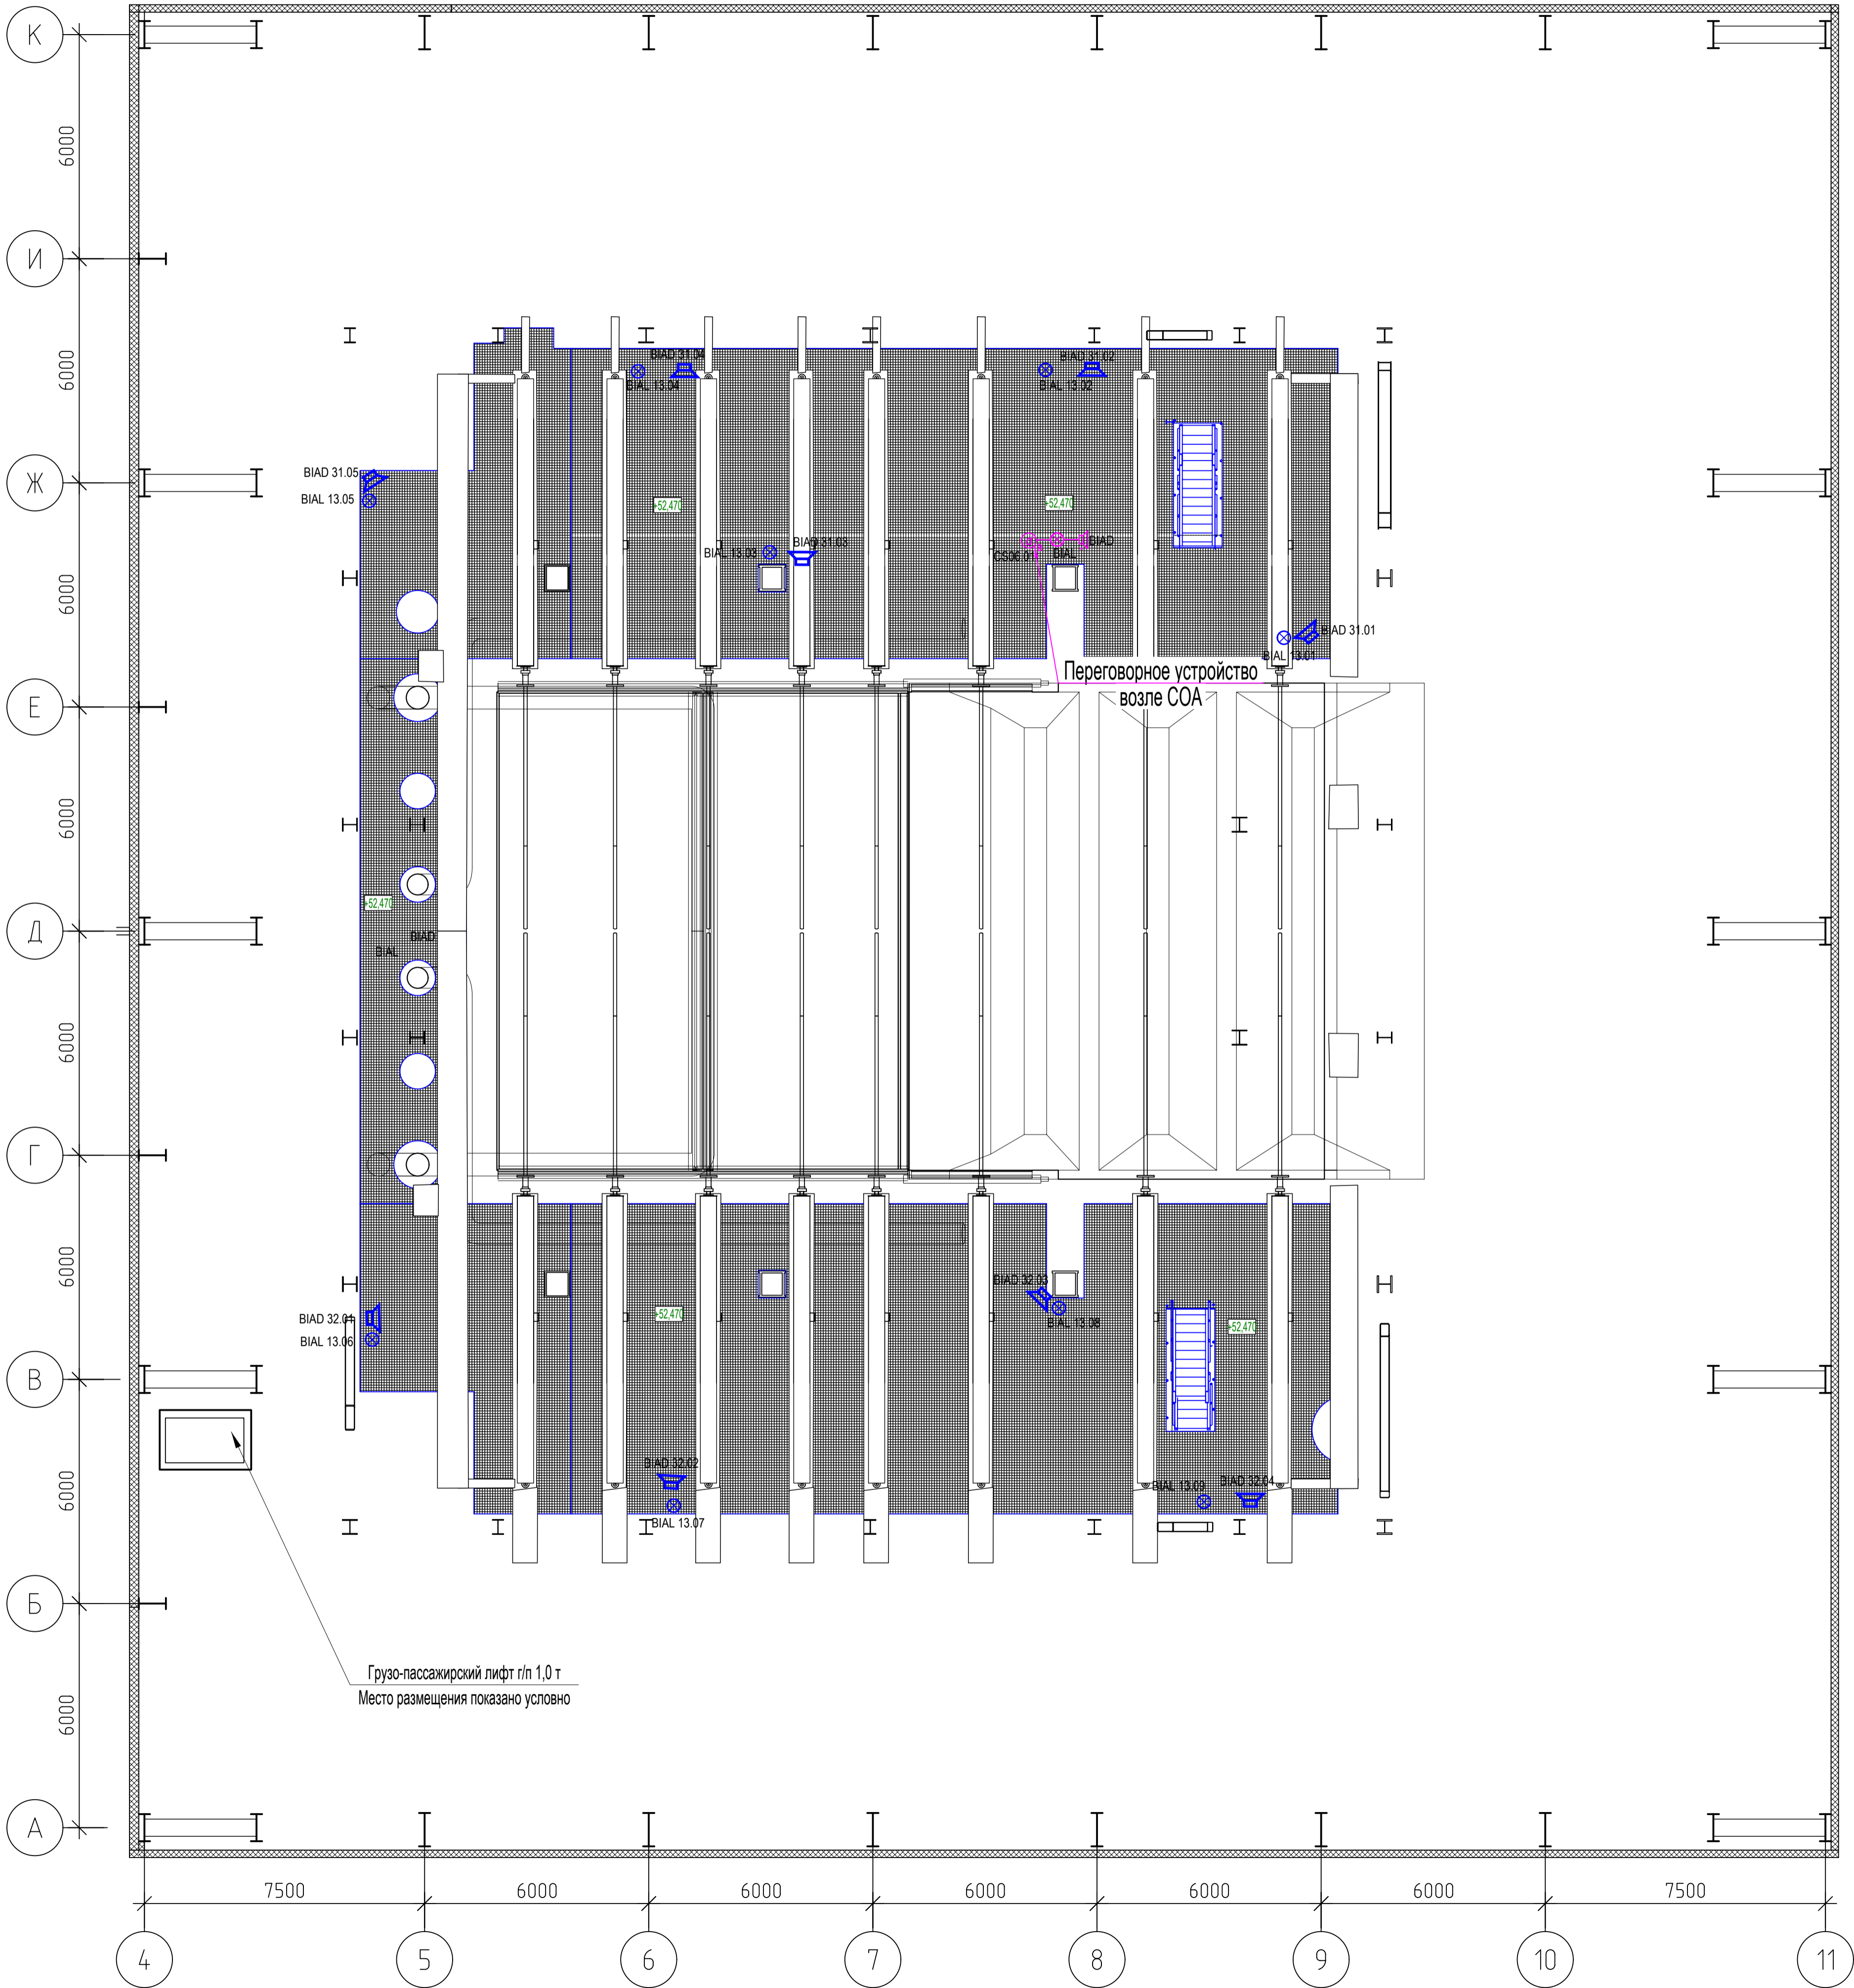 К
6000
И
6000
Ж
6000
Е
6000
Д
6000
Г
6000
В
6000
Б
6000
А
BIAD 31.04
BIAL 13.04
BIAD 31.02
BIAL 13.02
BIAD 31.05
BIAL 13.05
+52,470
+52,470
BIAL 13.03
BIAD 31.03
CS06.01
BIAL
BIAD
BIAD 31.01
BIAL 13.01
Переговорное устройство
возле СОА
+52,470
BIAD
BIAL
BIAD 32.03
BIAL 13.08
BIAD 32.01
BIAL 13.06
+52,470
+52,470
BIAD 32.02
BIAL 13.07
BIAL 13.09
BIAD 32.04
Грузо-пассажирский лифт г/п 1,0 т
Место размещения показано условно
7500
6000
6000
6000
6000
6000
7500
4
5
6
7
8
9
10
11